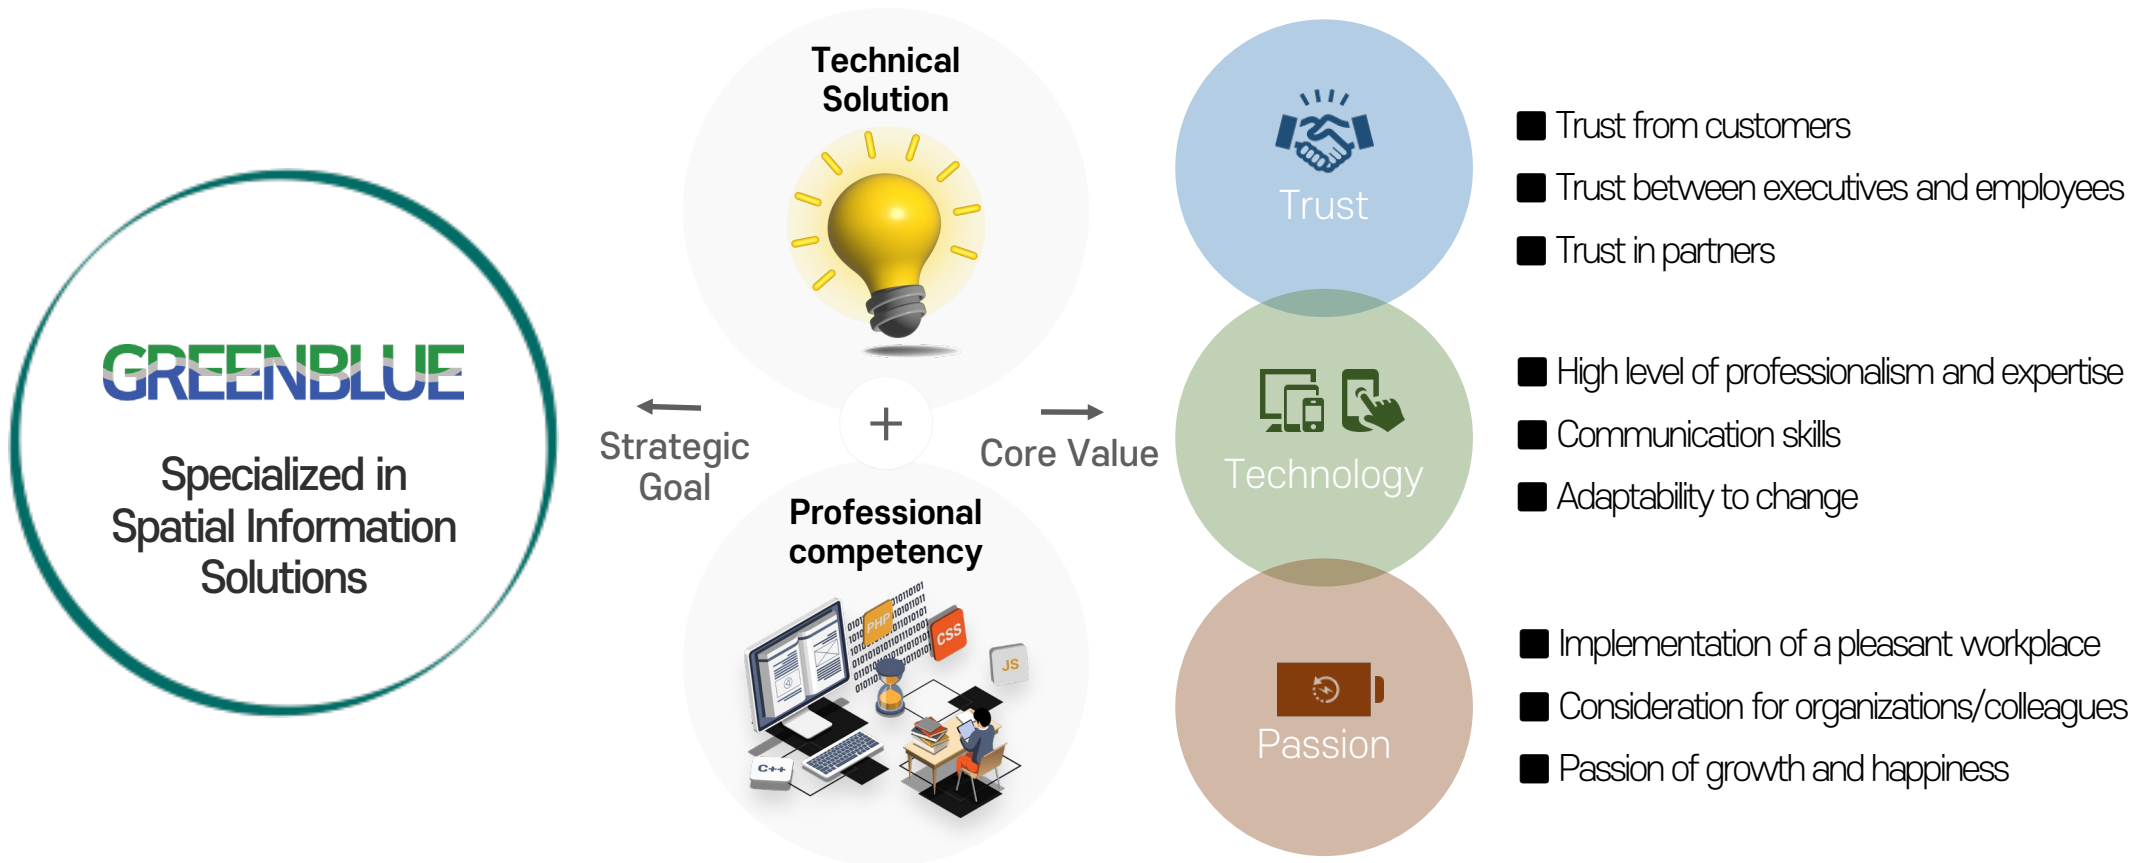 GREENBLUE
Specialized in
Spatial Information
Solutions
Strategic
Goal
Technical
Solution
+
Professional
competency
PHP
CSS
JS
C++
Core Value
Trust
■ Trust from customers
■ Trust between executives and employees
■ Trust in partners
Technology
■ High level of professionalism and expertise
■ Communication skills
■ Adaptability to change
Passion
■ Implementation of a pleasant workplace
■ Consideration for organizations/colleagues
■ Passion of growth and happiness